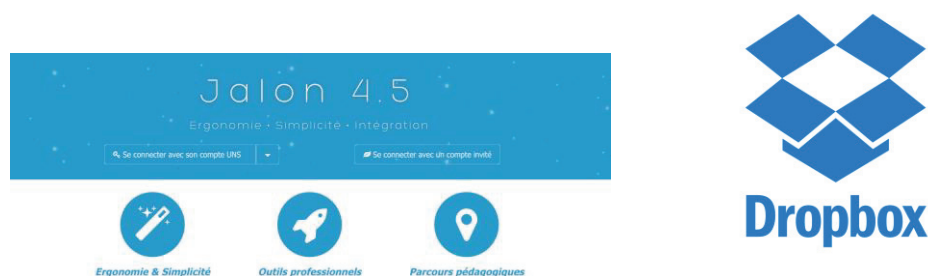 Jalon 4.5
Ergonomie - Simplicité - Intégration
Se connecter avec son compte UNS
Se connecter avec un compte invité
Ergonomie & Simplicité
Outils professionnels
Parcours pédagogiques
Dropbox